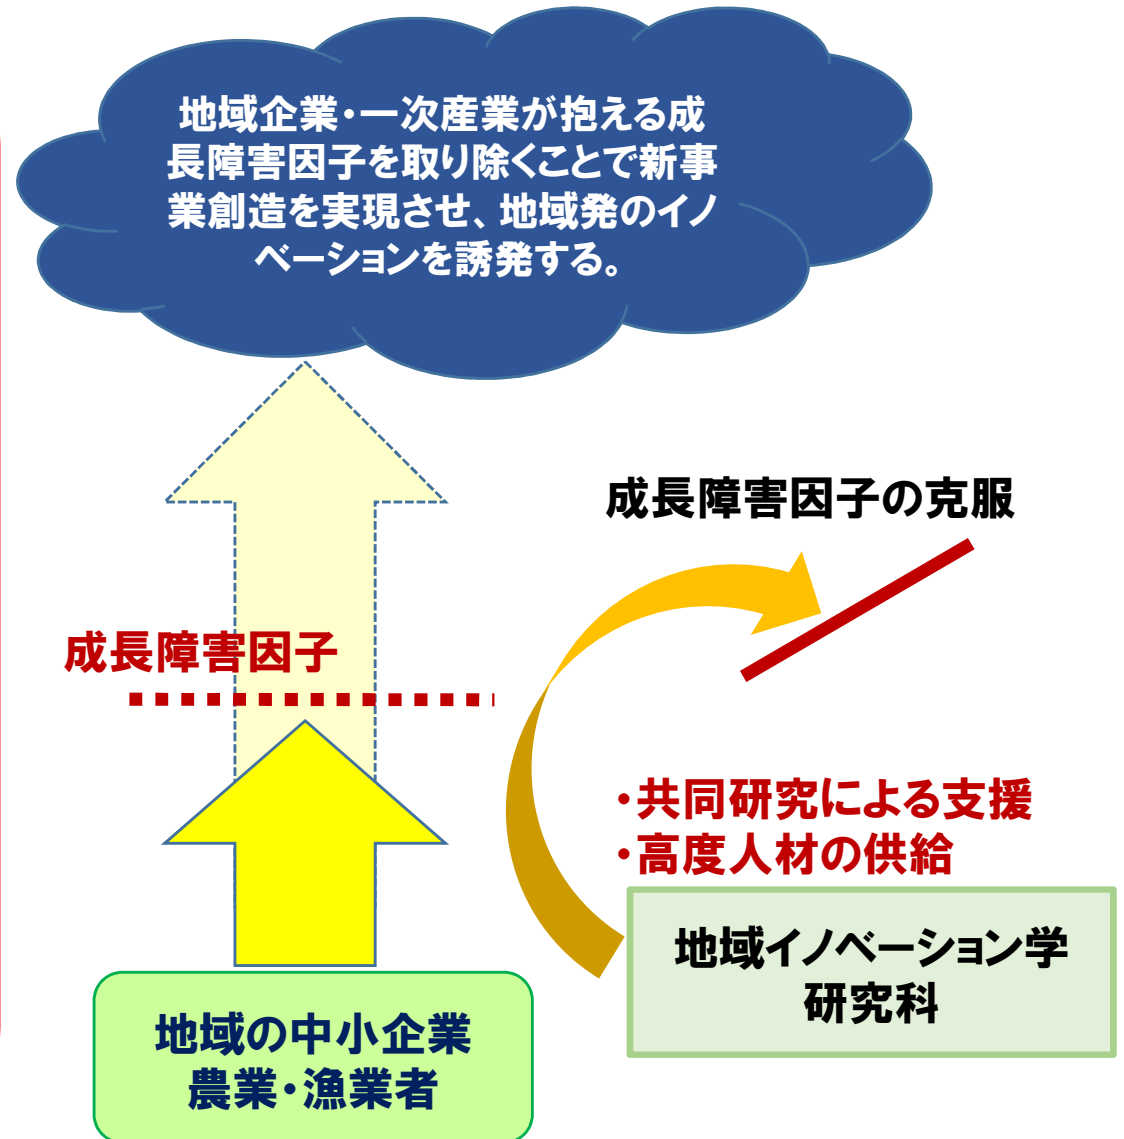 地域企業・一次産業が抱える成
長障害因子を取り除くことで新事
業創造を実現させ、地域発のイノ
ベーションを誘発する。
成長障害因子の克服
成長障害因子
・共同研究による支援
・高度人材の供給
地域イノベーション学
研究科
地域の中小企業
農業・漁業者